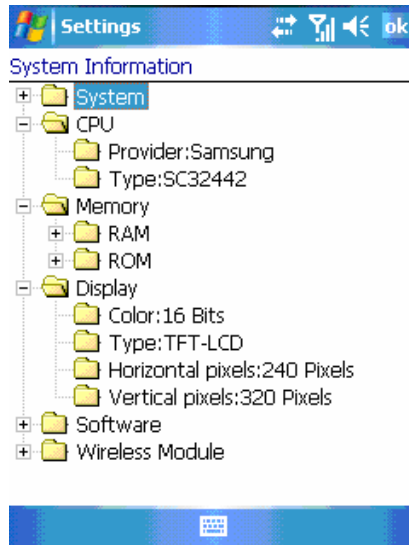 Settings ok
System Information
System
CPU
Provider:Samsung
Type:SC32442
Memory
RAM
ROM
Display
Color:16 Bits
Type:TFT-LCD
Horizontal pixels:240 Pixels
Vertical pixels:320 Pixels
Software
Wireless Module